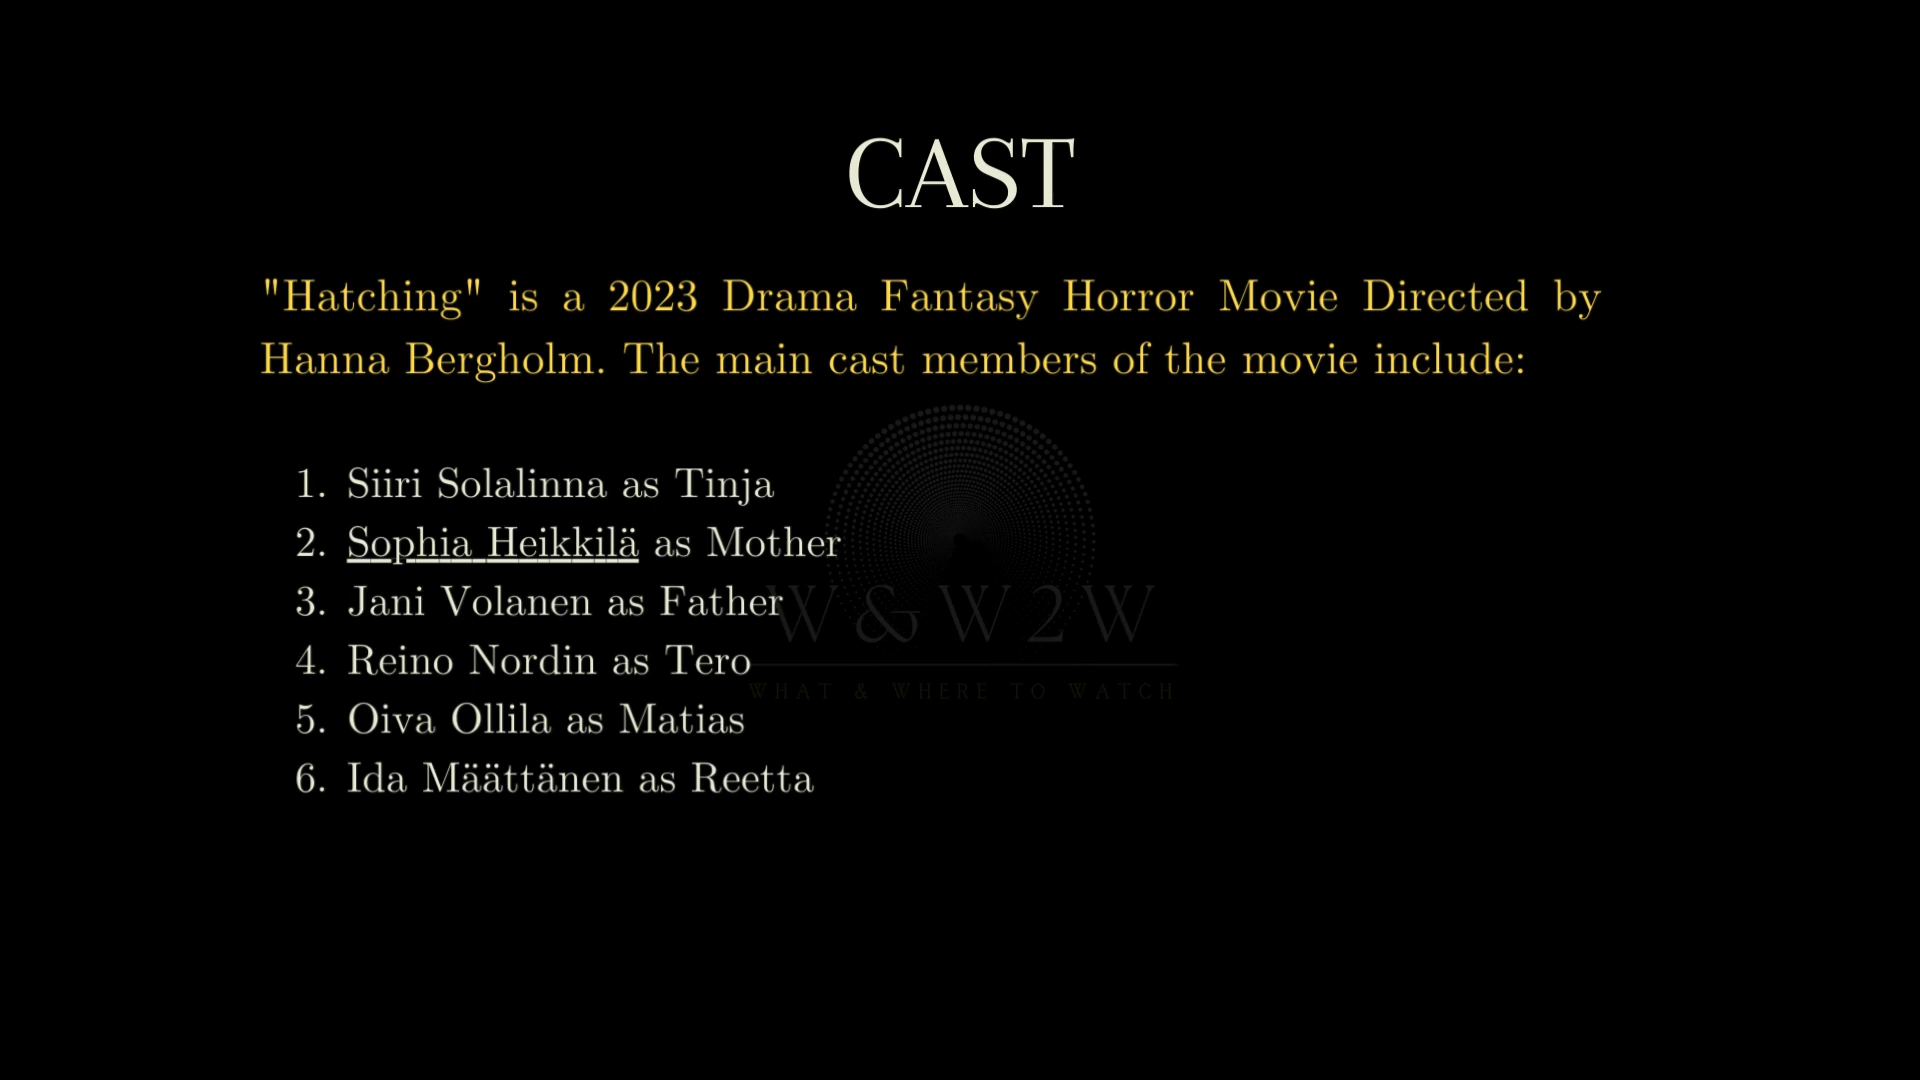 CAST
"Hatching" is a 2023 Drama Fantasy Horror Movie Directed by
Hanna Bergholm. The main cast members of the movie include:
1. Siiri Solalinna as Tinja
2. Sophia Heikkilä as Mother
3. Jani Volanen as Father
4. Reino Nordin as Tero
5. Oiva Ollila as Matias
6. Ida Määttänen as Reetta
W&W2W
WHAT & WHERE TO WATCH